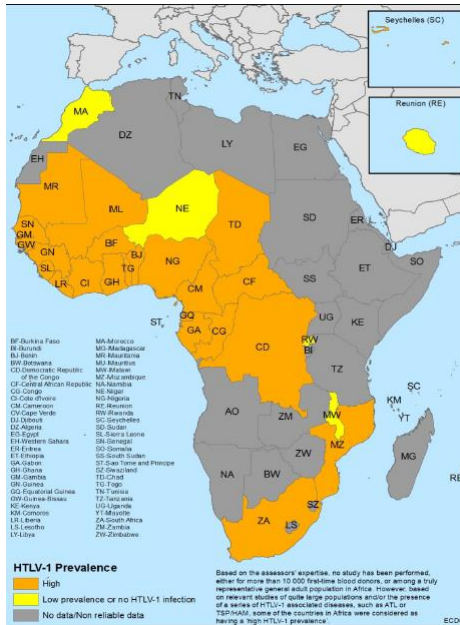 Seychelles (SC)
Reunion (RE)
MA
TN
DZ
LY
EG
EH
MR
ML
NE
TD
SD
ER
DJ
SN
GM
GW
GN
SL
LR
CI
BF
GH
TG
BJ
NG
CM
CF
SS
ET
SO
ST
GQ
GA
CG
CD
UG
KE
RW
BI
TZ
SC
KM
YT
AO
ZM
MW
MZ
ZW
NA
BW
MG
RE
ZA
SZ
LS
BF-Burkina Faso
BI-Burundi
BJ-Benin
BW-Botswana
CD-Democratic Republic
of the Congo
CF-Central African Republic
CG-Congo
CI-Cote d'Ivoire
CM-Cameroon
CV-Cape Verde
DJ-Djibouti
DZ-Algeria
EG-Egypt
EH-Western Sahara
ER-Eritrea
ET-Ethiopia
GA-Gabon
GH-Ghana
GM-Gambia
GN-Guinea
GQ-Equatorial Guinea
GW-Guinea-Bissau
KE-Kenya
KM-Comoros
LR-Liberia
LS-Lesotho
LY-Libya
MA-Morocco
MG-Madagascar
MR-Mauritania
MU-Mauritius
MW-Malawi
MZ-Mozambique
NA-Namibia
NE-Niger
NG-Nigeria
RE-Reunion
RW-Rwanda
SC-Seychelles
SD-Sudan
SL-Sierra Leone
SN-Senegal
SO-Somalia
SS-South Sudan
ST-Sao Tome and Principe
SZ-Swaziland
TD-Chad
TG-Togo
TN-Tunisia
TZ-Tanzania
UG-Uganda
YT-Mayotte
ZA-South Africa
ZM-Zambia
ZW-Zimbabwe
HTLV-1 Prevalence
High
Low prevalence or no HTLV-1 infection
No data/Non reliable data
Based on the assessors' expertise, no study has been performed,
either for more than 10 000 first-time blood donors, or among a truly
representative general adult population in Africa. However, based
on relevant studies of quite large populations and/or the presence
of a series of HTLV-1 associated diseases, such as ATL or
TSP/HAM, some of the countries in Africa were considered as
having a 'high HTLV-1 prevalence'.
ECDC